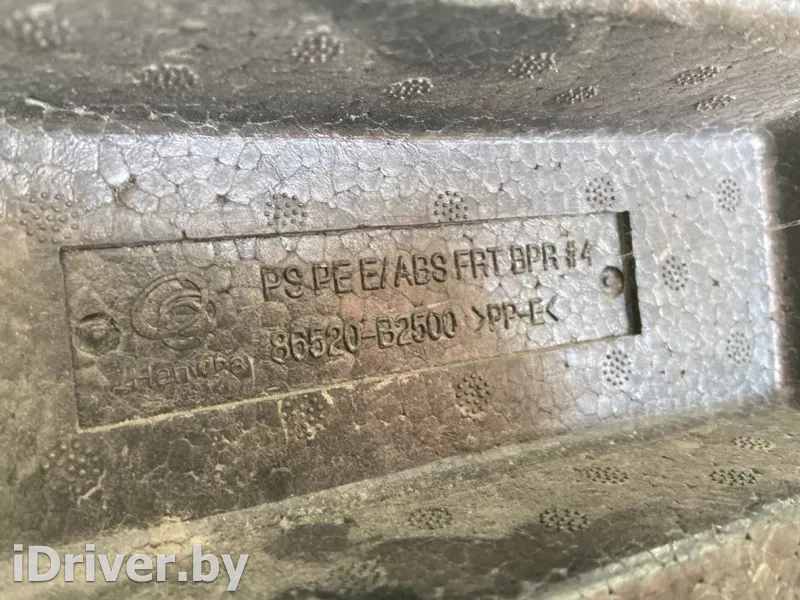 PS PE E/ABS FRT BPR #4
86520-B2500 >PP-E<
Hanwha
iDriver.by